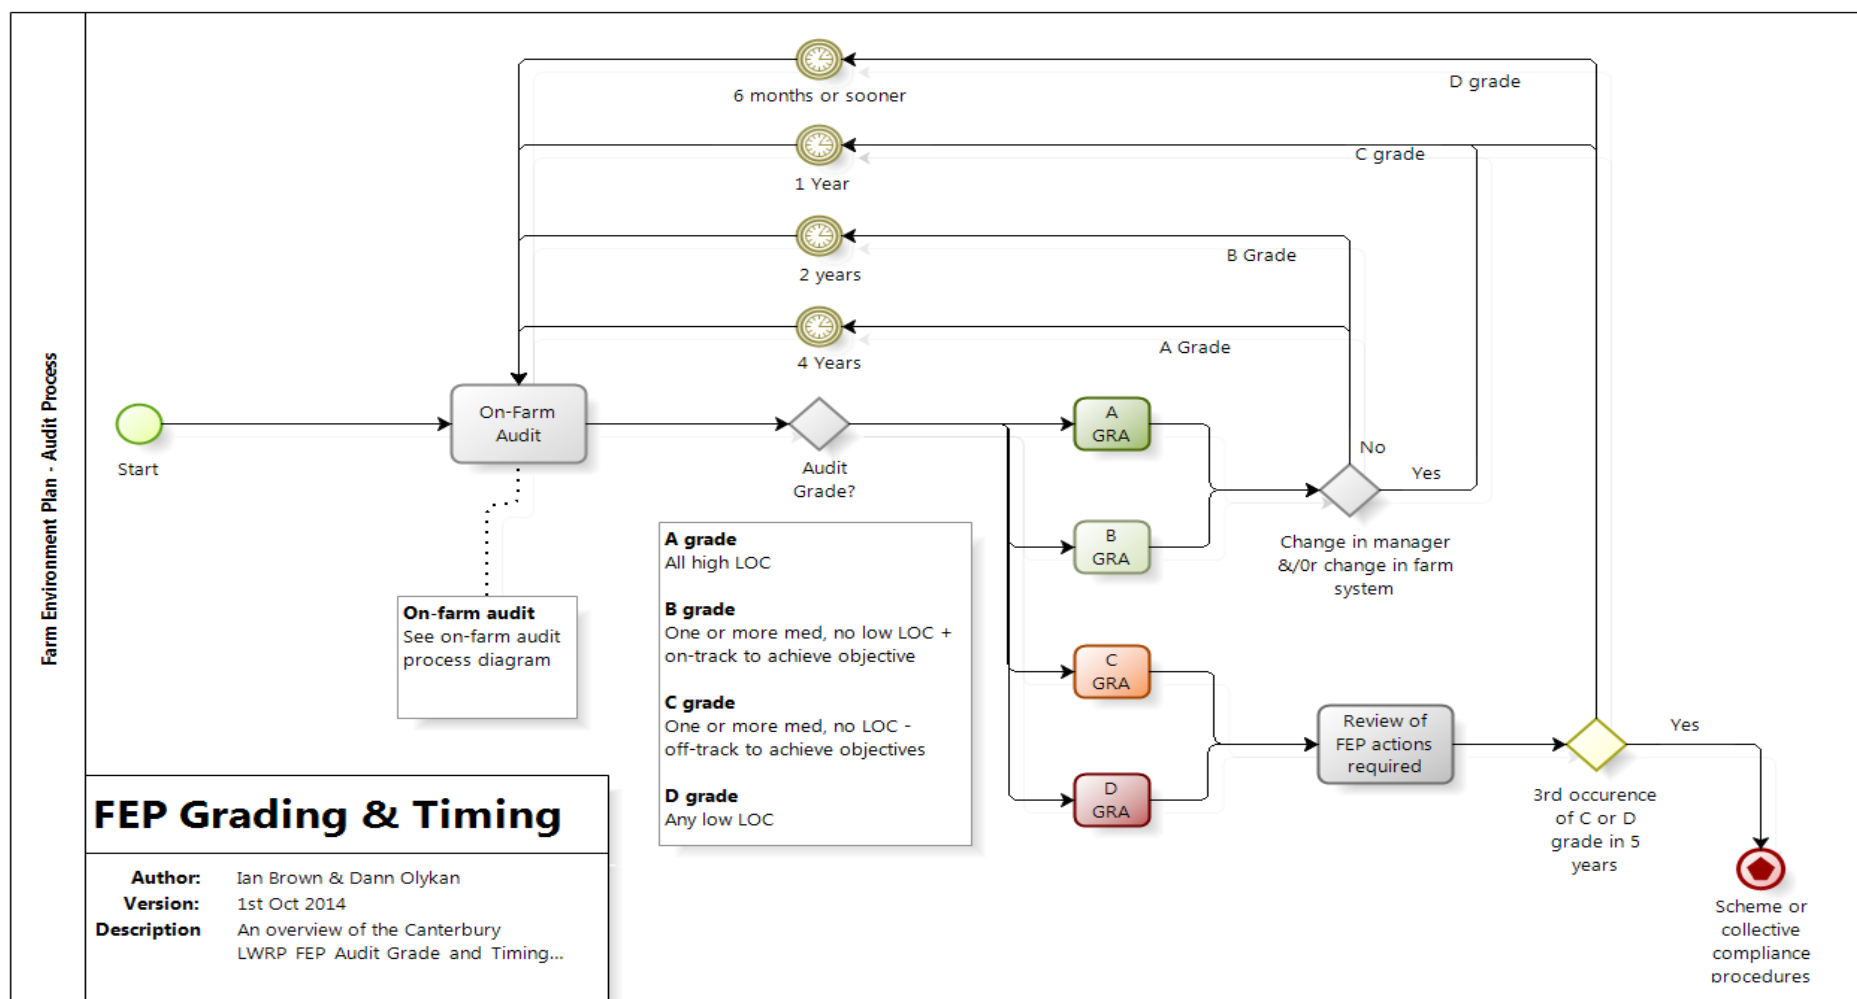 Farm Environment Plan - Audit Process
6 months or sooner
D grade
1 Year
C grade
2 years
B Grade
4 Years
A Grade
Start
On-Farm
Audit
Audit
Grade?
A
GRA
B
GRA
C
GRA
D
GRA
No
Yes
Change in manager
&/0r change in farm
system
On-farm audit
See on-farm audit
process diagram
A grade
All high LOC
B grade
One or more med, no low LOC +
on-track to achieve objective
C grade
One or more med, no LOC -
off-track to achieve objectives
D grade
Any low LOC
Review of
FEP actions
required
Yes
3rd occurence
of C or D
grade in 5
years
Scheme or
collective
compliance
procedures
FEP Grading & Timing
Author: Ian Brown & Dann Olykan
Version: 1st Oct 2014
Description An overview of the Canterbury
LWRP FEP Audit Grade and Timing...